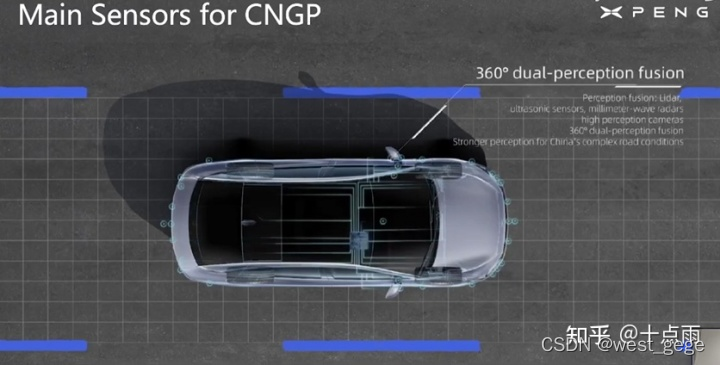 Main Sensors for CNGP
XPENG
360° dual-perception fusion
Perception fusion: Lidar,
ultrasonic sensors, millimeter-wave radars
high perception cameras
360° dual-perception fusion
Stronger perception for China's complex road conditions
知乎 @十点雨
CSDN @west_gege